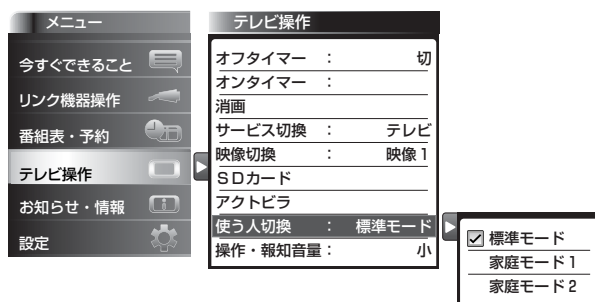 メニュー
今すぐできること
リンク機器操作
番組表・予約
テレビ操作
お知らせ・情報
設定
テレビ操作
オフタイマー : 切
オンタイマー :
消画
サービス切換 : テレビ
映像切換 : 映像1
SDカード
アクトビラ
使う人切換 : 標準モード
操作・報知音量: 小
標準モード
家庭モード1
家庭モード2